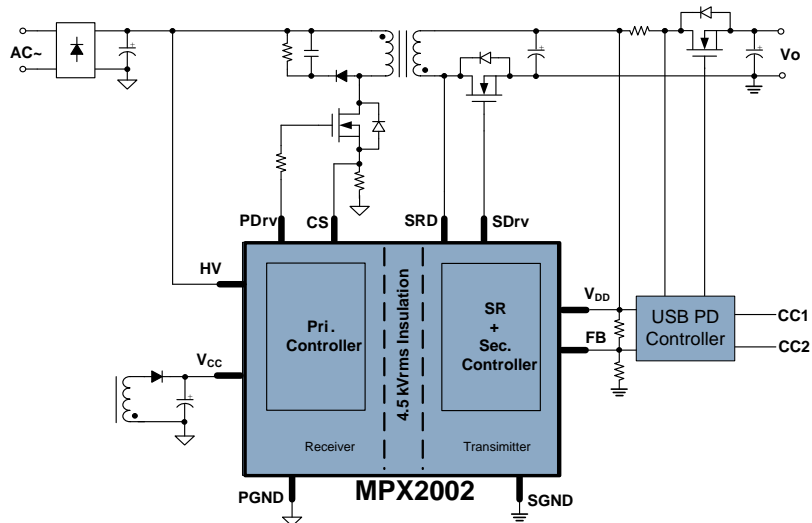 AC~
Vo
PDrv
CS
SRD
SDrv
HV
VDD
FB
VCC
Pri.
Controller
4.5 kVrms Insulation
SR
+
Sec.
Controller
USB PD
Controller
CC1
CC2
Receiver
Transimitter
PGND
MPX2002
SGND